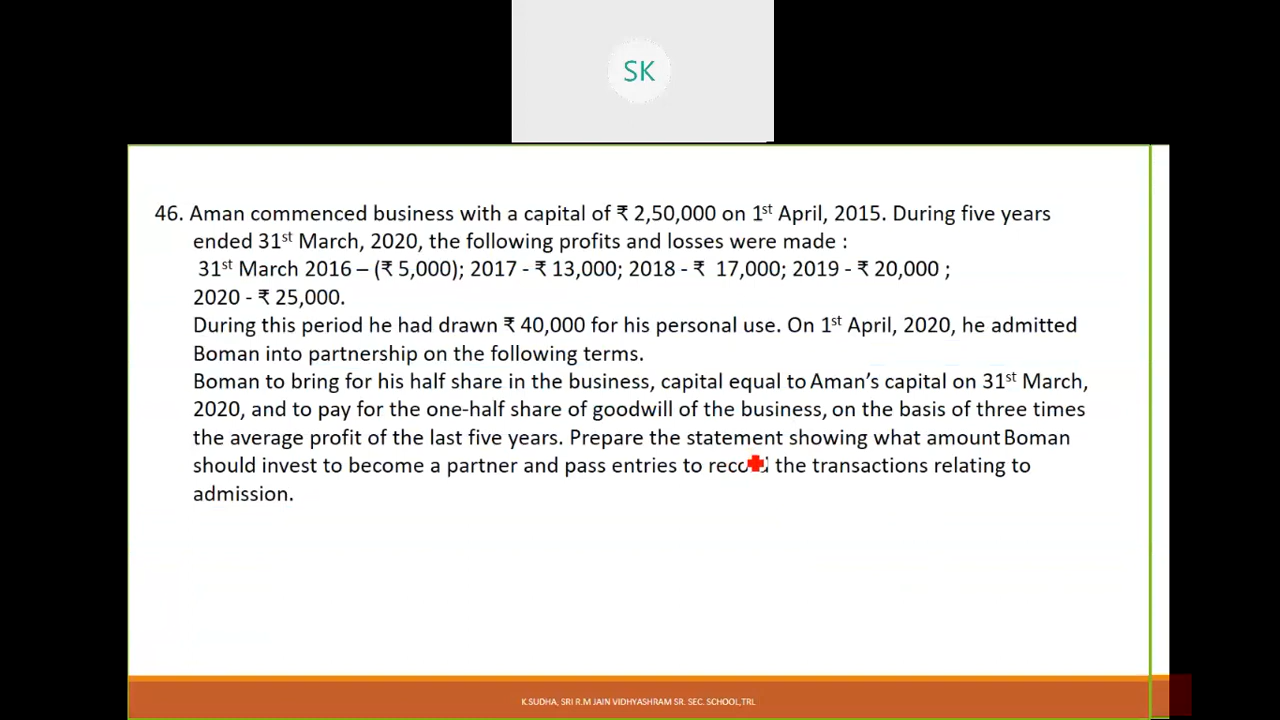 SK
46. Aman commenced business with a capital of ₹ 2,50,000 on 1st April, 2015. During five years
ended 31st March, 2020, the following profits and losses were made :
31st March 2016 – (₹ 5,000); 2017 - ₹ 13,000; 2018 - ₹ 17,000; 2019 - ₹ 20,000 ;
2020 - ₹ 25,000.
During this period he had drawn ₹ 40,000 for his personal use. On 1st April, 2020, he admitted
Boman into partnership on the following terms.
Boman to bring for his half share in the business, capital equal to Aman’s capital on 31st March,
2020, and to pay for the one-half share of goodwill of the business, on the basis of three times
the average profit of the last five years. Prepare the statement showing what amount Boman
should invest to become a partner and pass entries to record the transactions relating to
admission.
K.SUDHA, SRI R.M JAIN VIDHYASHRAM SR. SEC. SCHOOL,TRL